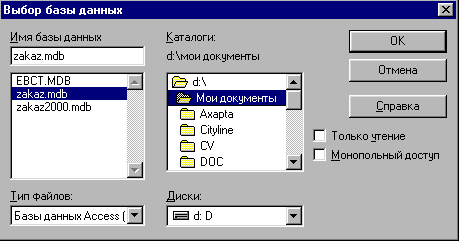 Выбор базы данных
Имя базы данных
zakaz.mdb
EBCT.MDB
zakaz.mdb
zakaz2000.mdb
Тип файлов:
Базы данных Access (
Каталоги:
d:\мои документы
d:\
Мои документы
Axapta
Cityline
CV
DOC
Диски:
d: D
OK
Отмена
Справка
Только чтение
Монопольный доступ